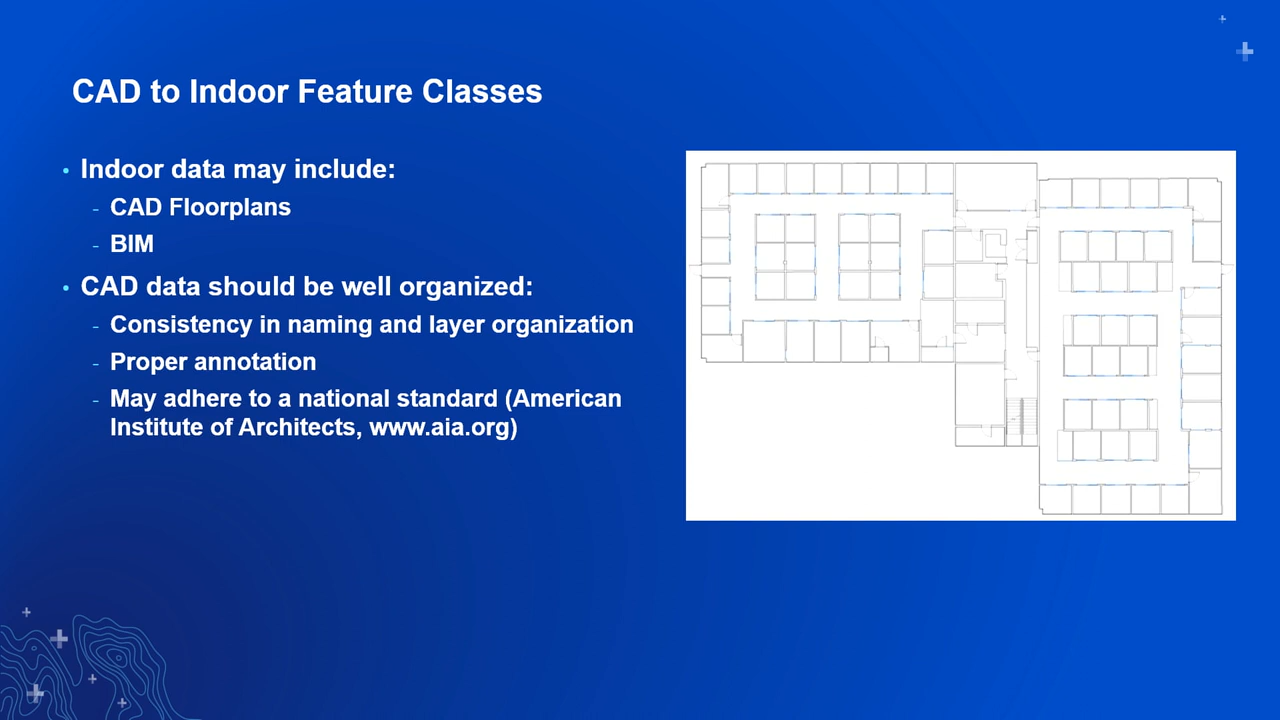 CAD to Indoor Feature Classes
• Indoor data may include:
- CAD Floorplans
- BIM
• CAD data should be well organized:
- Consistency in naming and layer organization
- Proper annotation
- May adhere to a national standard (American
Institute of Architects, www.aia.org)